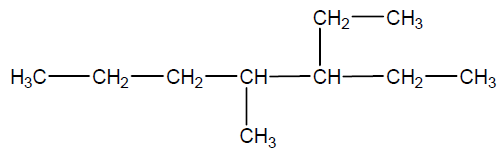 CH₂ CH₃
H₃C CH₂ CH₂ CH CH CH₂ CH₃
CH₃